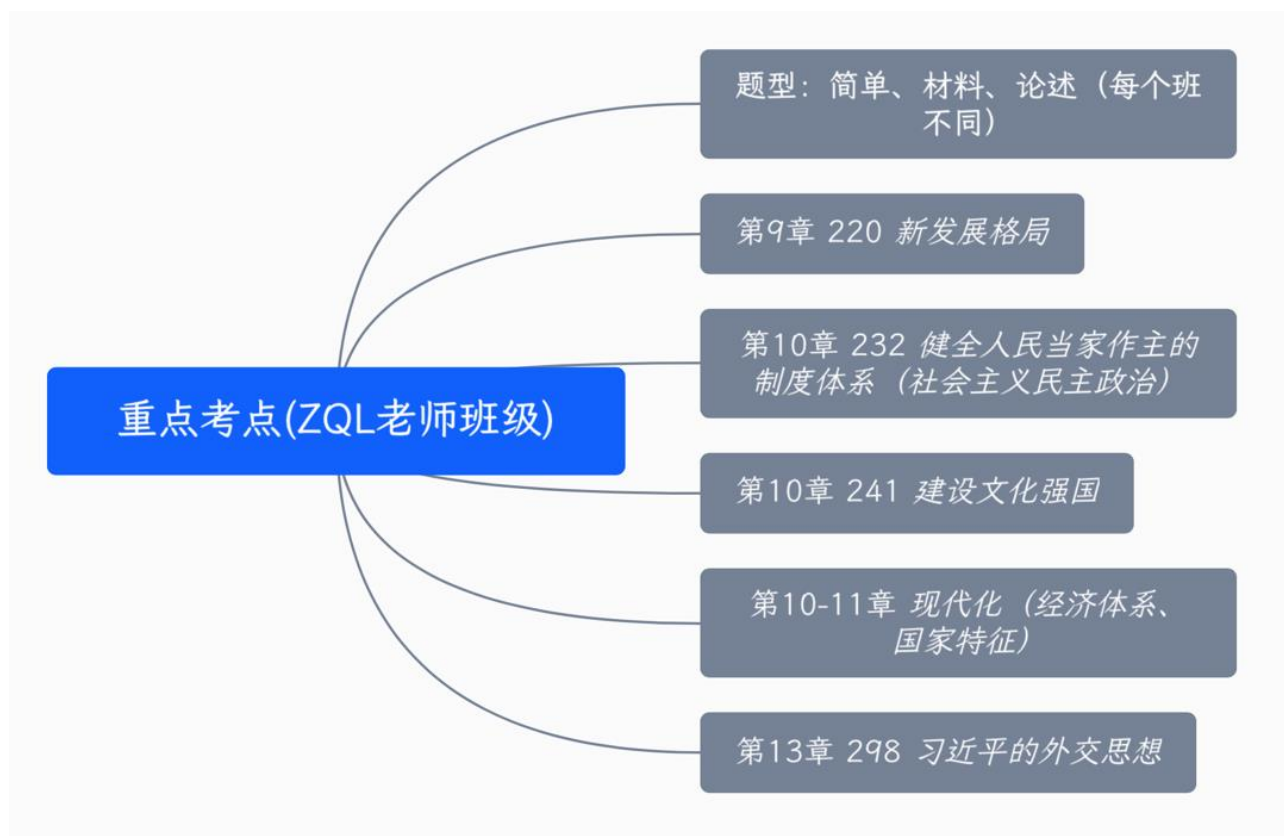 题型：简单、材料、论述（每个班
不同）
第9章 220 新发展格局
第10章 232 健全人民当家作主的
制度体系（社会主义民主政治）
重点考点(ZQL老师班级)
第10章 241 建设文化强国
第10-11章 现代化（经济体系、
国家特征）
第13章 298 习近平的外交思想